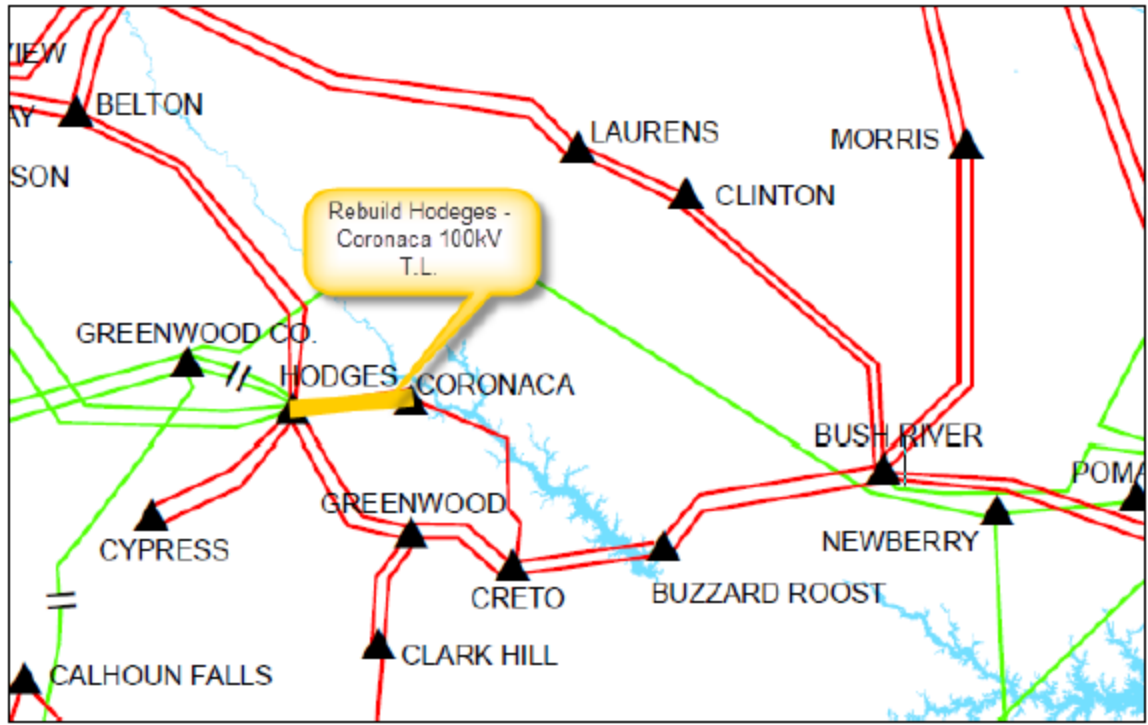 'IEW
BELTON
AY
LAURENS
MORRIS
SON
CLINTON
Rebuild Hodeges -
Coronaca 100kV
T.L.
GREENWOOD CO.
HODGES
CORONACA
BUSH RIVER
POMA
GREENWOOD
CYPRESS
NEWBERRY
CRETO
BUZZARD ROOST
CLARK HILL
CALHOUN FALLS